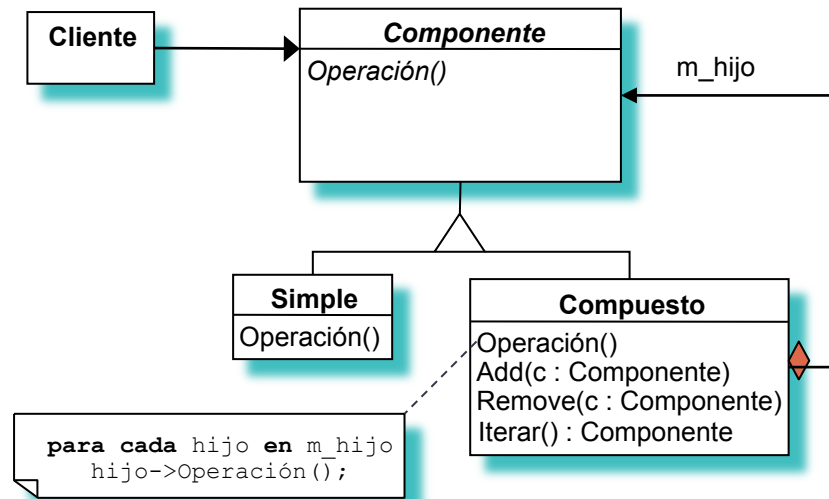 Cliente
Componente
Operación()
m_hijo
Simple
Operación()
Compuesto
Operación()
Add(c : Componente)
Remove(c : Componente)
Iterar() : Componente
para cada hijo en m_hijo
hijo->Operación();